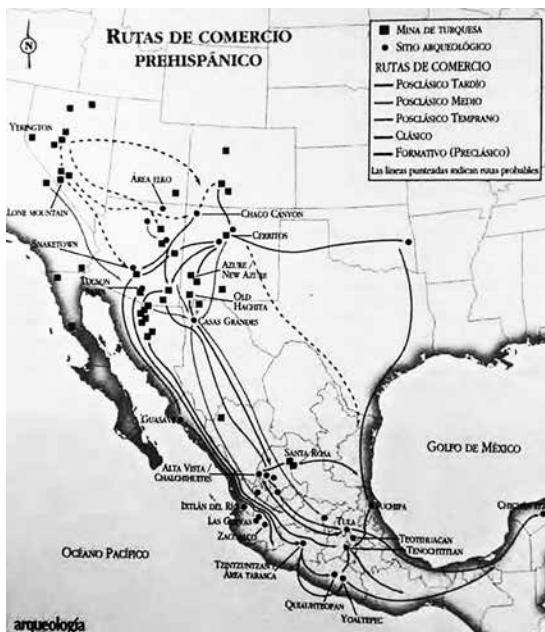 RUTAS DE COMERCIO
PREHISPÁNICO
N
MINA DE TURQUESA
SITIO ARQUEOLÓGICO
RUTAS DE COMERCIO
POSCLÁSICO TARDÍO
POSCLÁSICO MEDIO
POSCLÁSICO TEMPRANO
CLÁSICO
FORMATIVO (PRECLÁSICO)
Las líneas punteadas indican rutas probables
YERINGTON
ÁREA ELKO
LONE MOUNTAIN
CHACO CANYON
CERRITOS
SNAKETOWN
AZURE /
NEW AZURE
TUCSON
OLD
HACHITA
CASAS GRANDES
GUASAVE
SANTA ROSA
GOLFO DE MÉXICO
ALTA VISTA /
CHALCHIHUITES
IXTLÁN DEL RÍO
LAS CUEVAS
ZACOALCO
TULA
TEOTIHUACAN
TENOCHTITLAN
OCÉANO PACÍFICO
TZINTZUNTZAN /
ÁREA TARASCA
QUIAUHTEOPAN
YOALTEPEC
arqueología